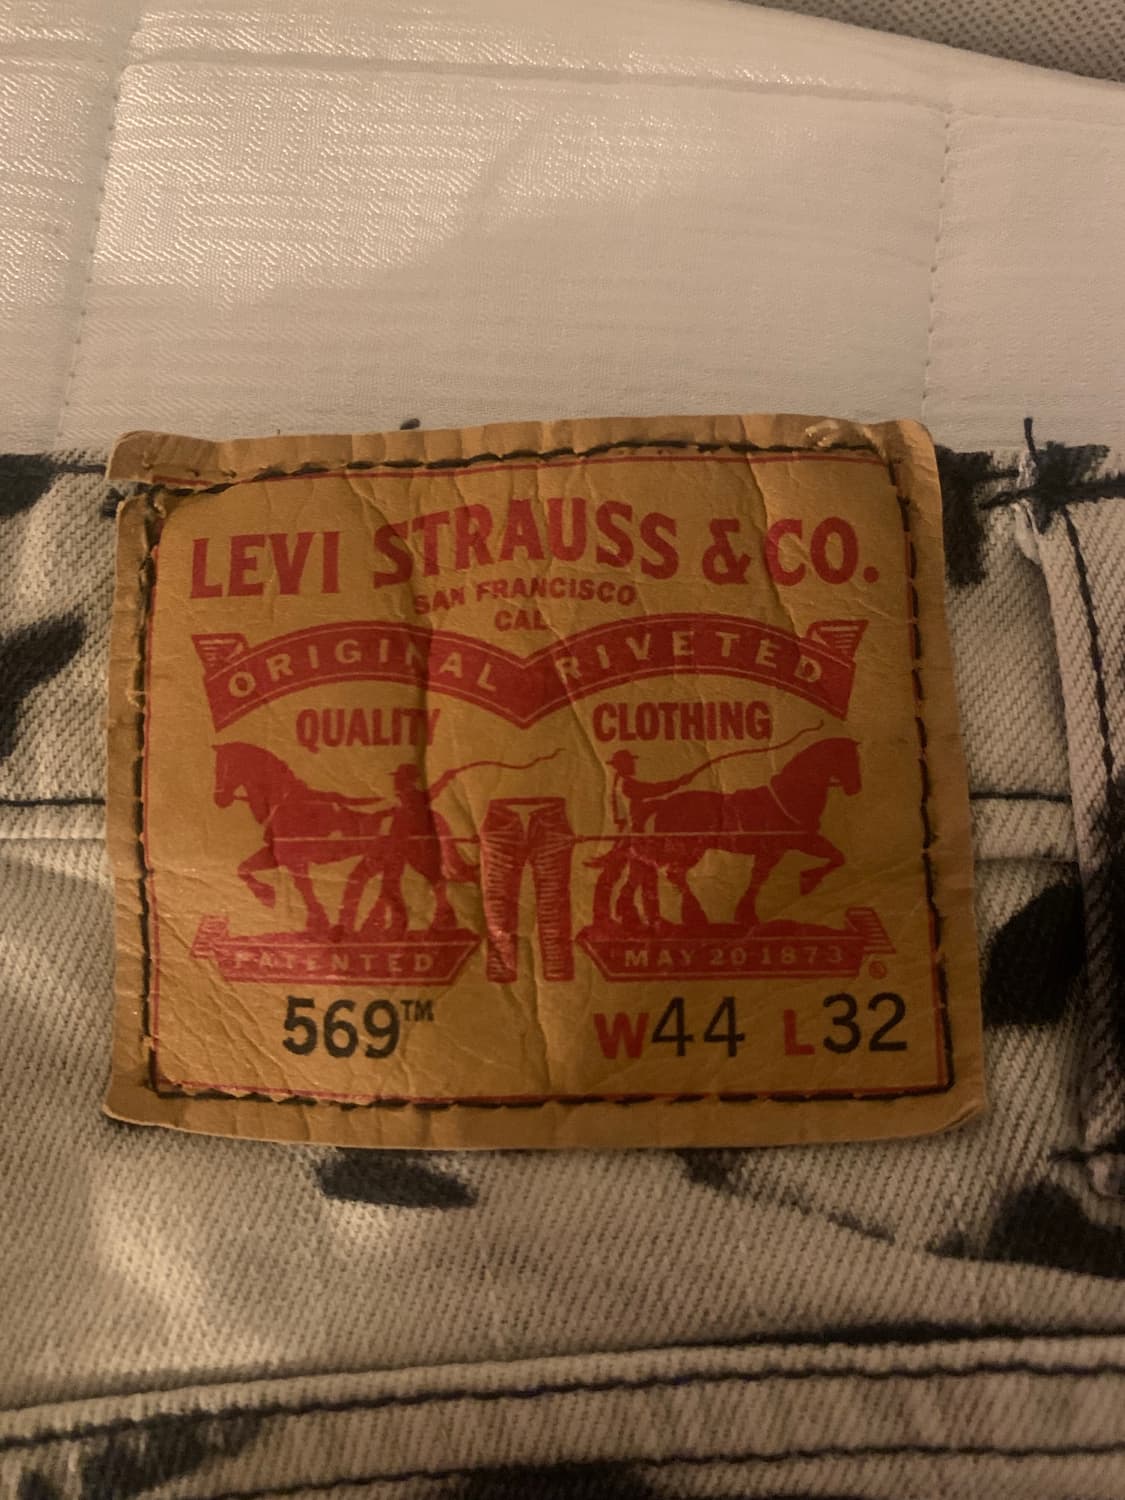 LEVI STRAUSS & CO.
SAN FRANCISCO
CAL
ORIGINAL RIVETED
QUALITY CLOTHING
PATENTED MAY 20 1873
®
569™ W44 L32